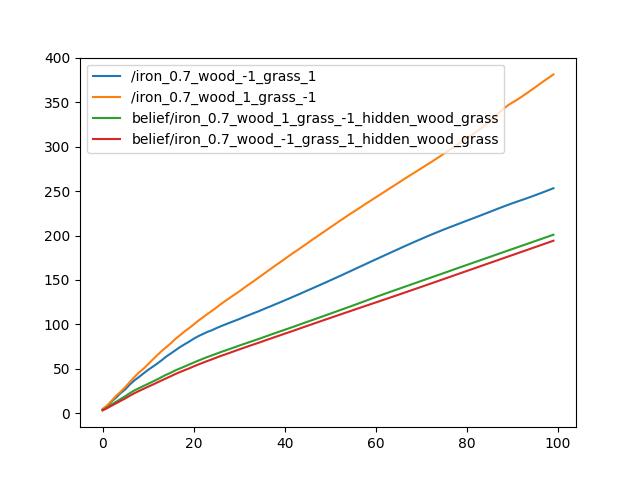 400
350
300
250
200
150
100
50
0
/iron_0.7_wood_-1_grass_1
/iron_0.7_wood_1_grass_-1
belief/iron_0.7_wood_1_grass_-1_hidden_wood_grass
belief/iron_0.7_wood_-1_grass_1_hidden_wood_grass
0 20 40 60 80 100